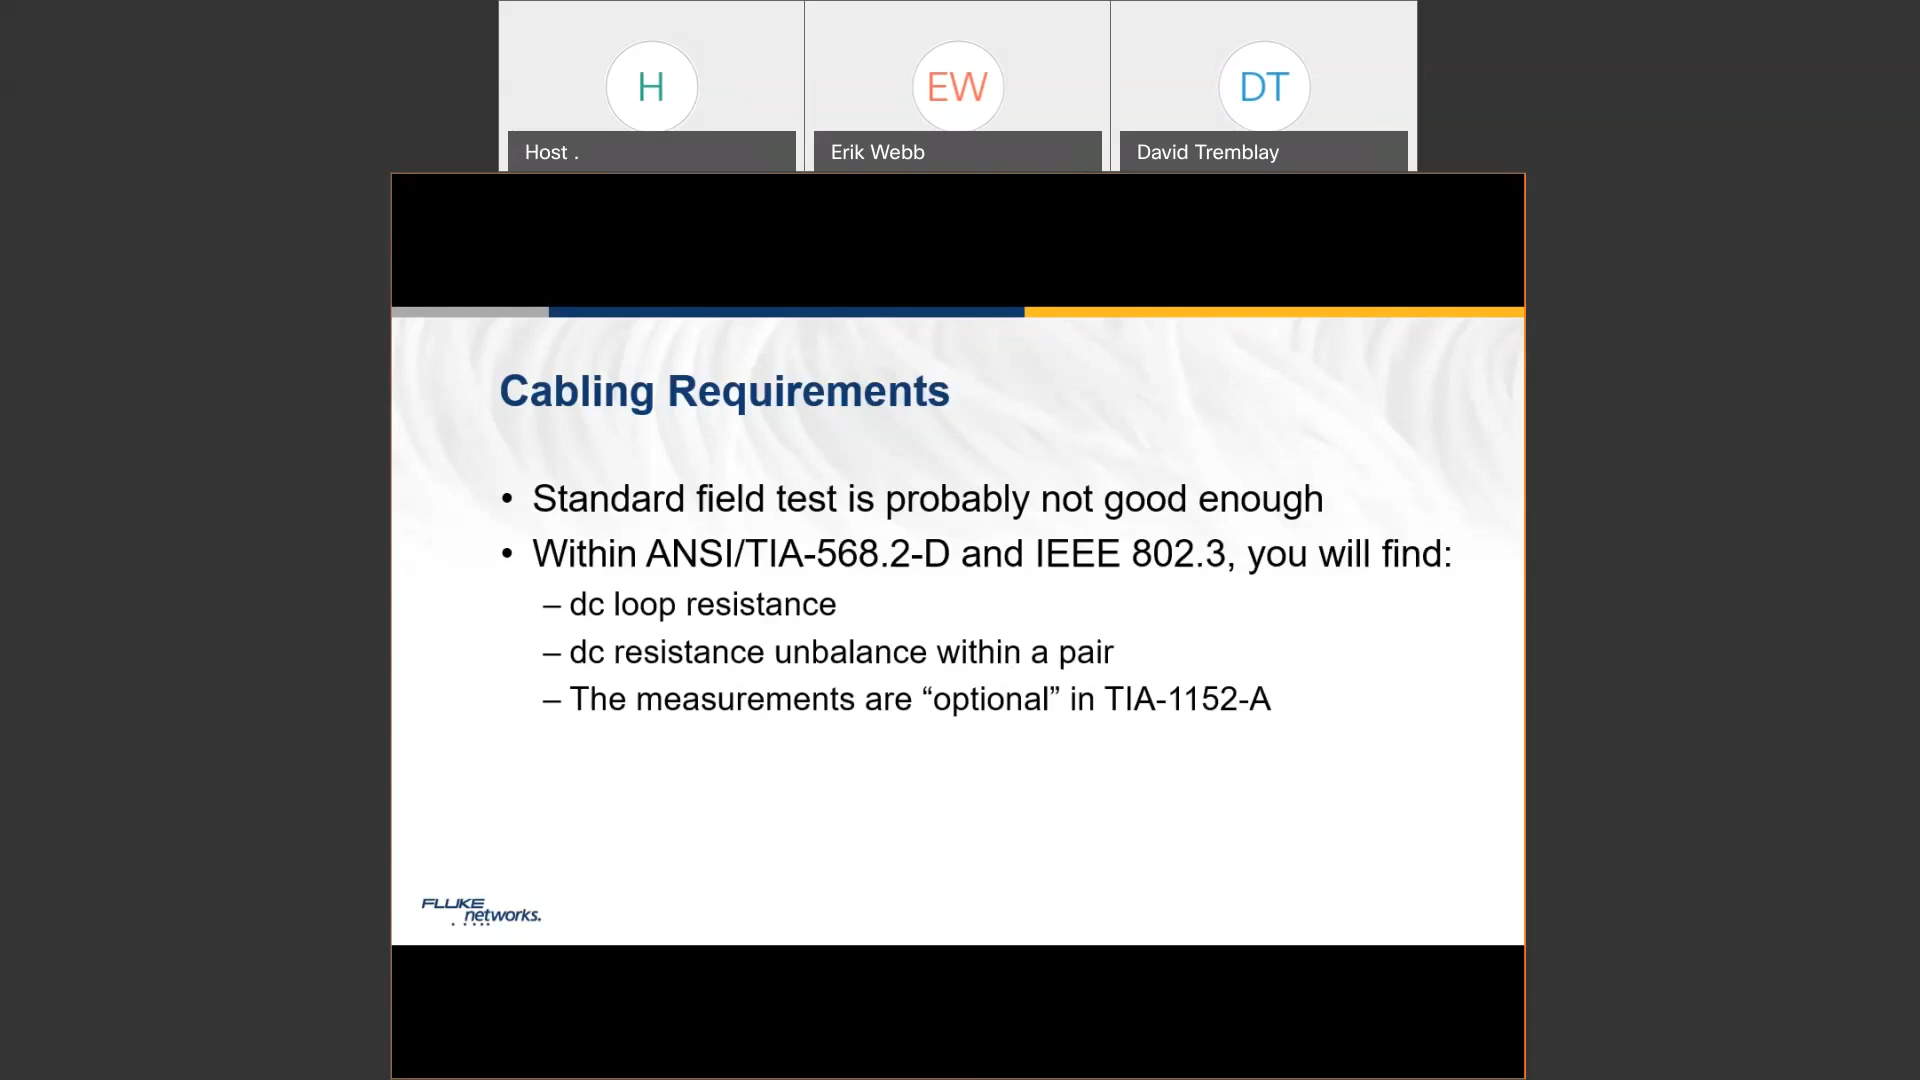 H
EW
DT
Host .
Erik Webb
David Tremblay
Cabling Requirements
• Standard field test is probably not good enough
• Within ANSI/TIA-568.2-D and IEEE 802.3, you will find:
– dc loop resistance
– dc resistance unbalance within a pair
– The measurements are “optional” in TIA-1152-A
FLUKE
networks.